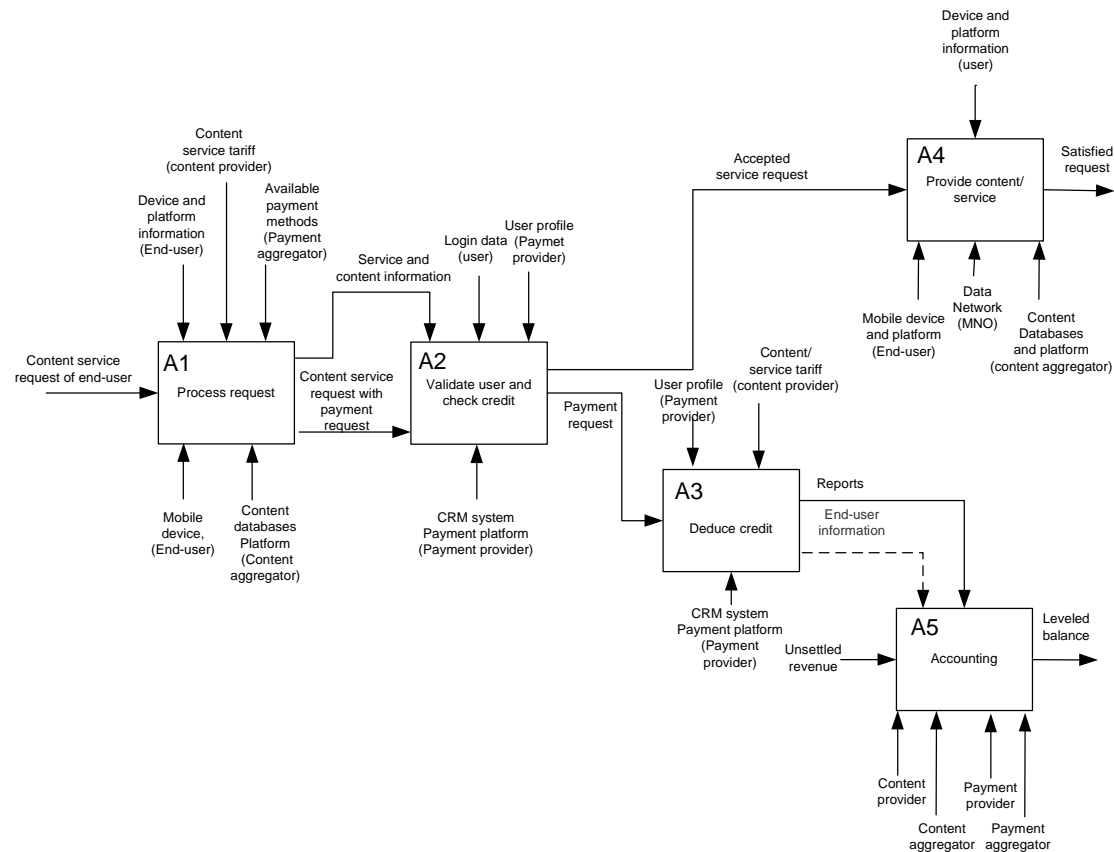 Device and
platform
information
(user)
A4
Provide content/
service
Accepted
service request
Satisfied
request
Mobile device
and platform
(End-user)
Data
Network
(MNO)
Content
Databases
and platform
(content aggregator)
Content
service tariff
(content provider)
Device and
platform
information
(End-user)
Available
payment
methods
(Payment
aggregator)
Content service
request of end-user
A1
Process request
Mobile
device,
(End-user)
Content
databases
Platform
(Content
aggregator)
Service and
content information
Content service
request with
payment
request
Login data
(user)
User profile
(Paymet
provider)
A2
Validate user and
check credit
CRM system
Payment platform
(Payment provider)
Payment
request
User profile
(Payment
provider)
Content/
service tariff
(content provider)
A3
Deduce credit
CRM system
Payment platform
(Payment
provider)
Reports
End-user
information
Unsettled
revenue
A5
Accounting
Leveled
balance
Content
provider
Content
aggregator
Payment
provider
Payment
aggregator